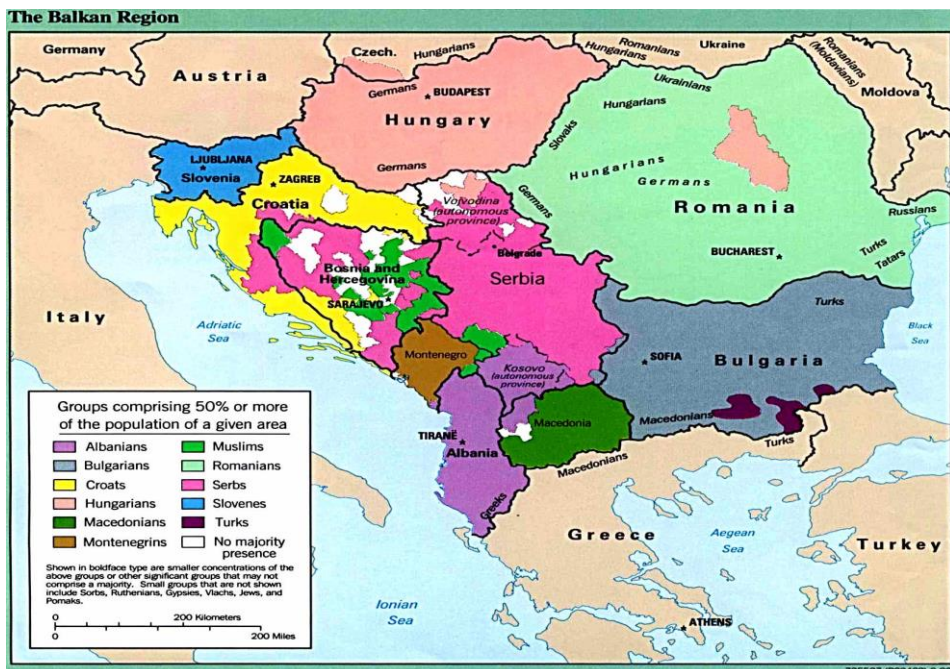 The Balkan Region
Germany
Austria
Czech.
Hungarians
Hungarians
Romanians
Ukraine
Romanians
(Moldavians)
Moldova
Germans
BUDAPEST
Hungary
Germans
Slovaks
Hungarians
Ukrainians
Hungarians
Germans
Romania
Germans
Russians
Turks
Tatars
BUCHAREST
LJUBLJANA
Slovenia
ZAGREB
Croatia
Vojvodina
(autonomous
province)
Belgrade
Serbia
Bosnia and
Hercegovina
SARAJEVO
Italy
Adriatic
Sea
Montenegro
Kosovo
(autonomous
province)
SOFIA
Bulgaria
Turks
Black
Sea
Macedonians
Turks
Macedonia
Macedonians
TIRANË
Albania
Greeks
Greece
Aegean
Sea
Turkey
Ionian
Sea
ATHENS
Groups comprising 50% or more
of the population of a given area
Albanians
Muslims
Bulgarians
Romanians
Croats
Serbs
Hungarians
Slovenes
Macedonians
Turks
Montenegrins
No majority
presence
Shown in boldface type are smaller concentrations of the
above groups or other significant groups that may not
comprise a majority. Small groups that are not shown
include Sorbs, Ruthenians, Gypsies, Vlachs, Jews, and
Pomaks.
0 200 Kilometers
0 200 Miles